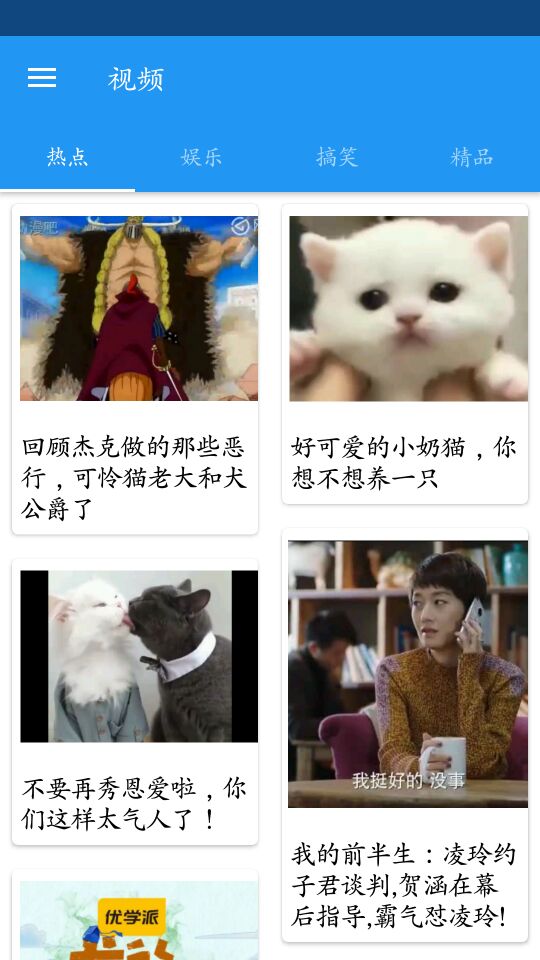 视频
热点
娱乐
搞笑
精品
漫吧
回顾杰克做的那些恶
行，可怜猫老大和犬
公爵了
好可爱的小奶猫，你
想不想养一只
不要再秀恩爱啦，你
们这样太气人了！
我挺好的 没事
我的前半生：凌玲约
子君谈判,贺涵在幕
后指导,霸气怼凌玲!
优学派